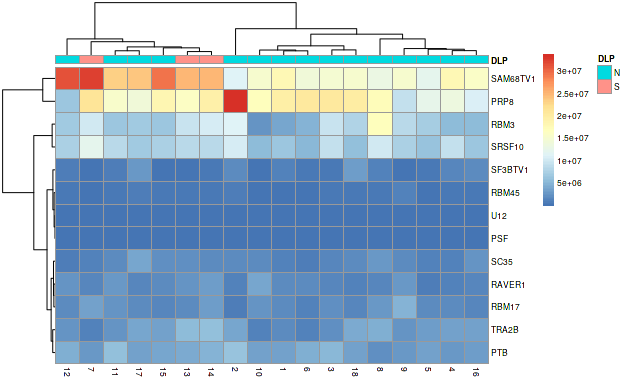 DLP
DLP
N
S
SAM68TV1
PRP8
RBM3
SRSF10
SF3BTV1
RBM45
U12
PSF
SC35
RAVER1
RBM17
TRA2B
PTB
3e+07
2.5e+07
2e+07
1.5e+07
1e+07
5e+06
12 7 11 17 15 13 14 2 10 1 6 3 18 8 9 5 4 16